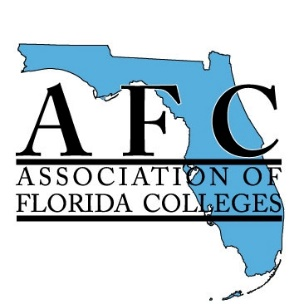 AFC
ASSOCIATION OF
FLORIDA COLLEGES